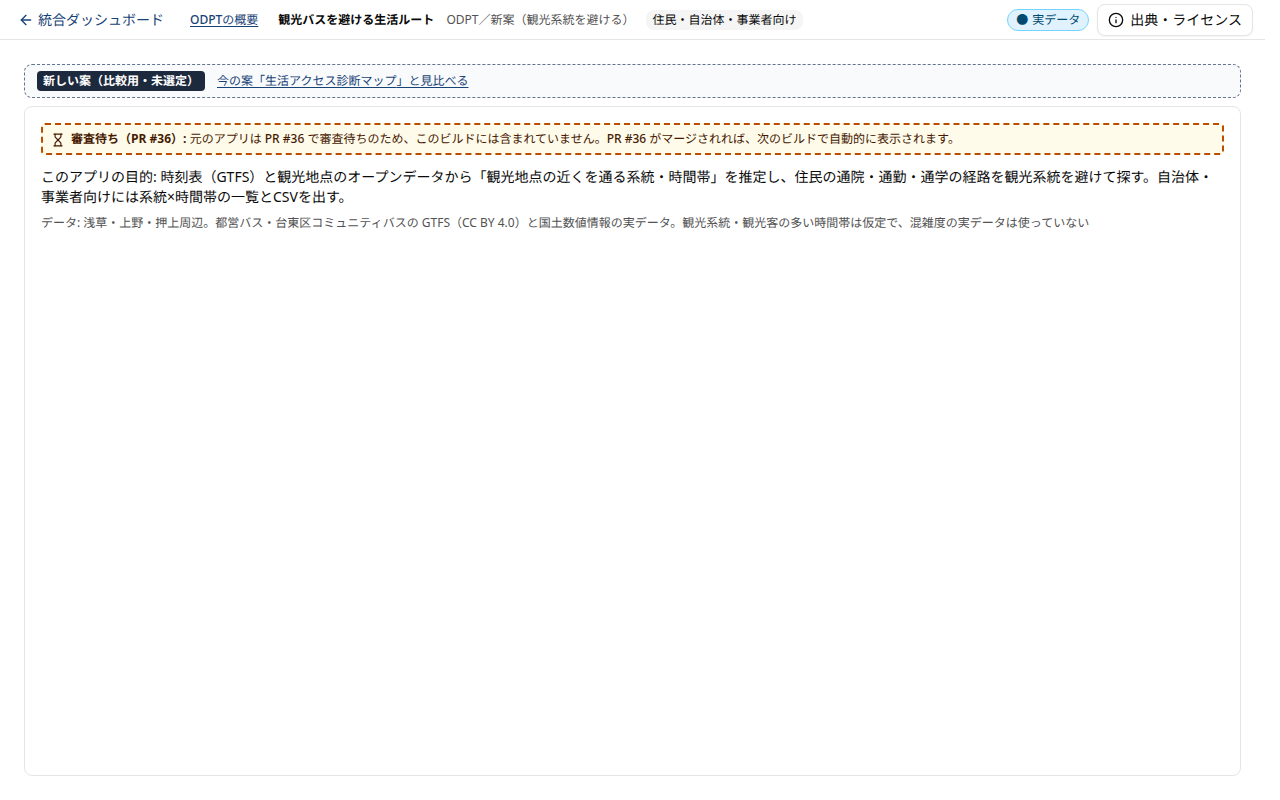 統合ダッシュボード ODPTの概要 観光バスを避ける生活ルート ODPT／新案（観光系統を避ける） 住民・自治体・事業者向け 実データ 出典・ライセンス
新しい案（比較用・未選定） 今の案「生活アクセス診断マップ」と見比べる
審査待ち（PR #36）: 元のアプリは PR #36 で審査待ちのため、このビルドには含まれていません。PR #36 がマージされれば、次のビルドで自動的に表示されます。
このアプリの目的: 時刻表（GTFS）と観光地点のオープンデータから「観光地点の近くを通る系統・時間帯」を推定し、住民の通院・通勤・通学の経路を観光系統を避けて探す。自治体・
事業者向けには系統×時間帯の一覧とCSVを出す。
データ: 浅草・上野・押上周辺。都営バス・台東区コミュニティバスの GTFS（CC BY 4.0）と国土数値情報の実データ。観光系統・観光客の多い時間帯は仮定で、混雑度の実データは使っていない